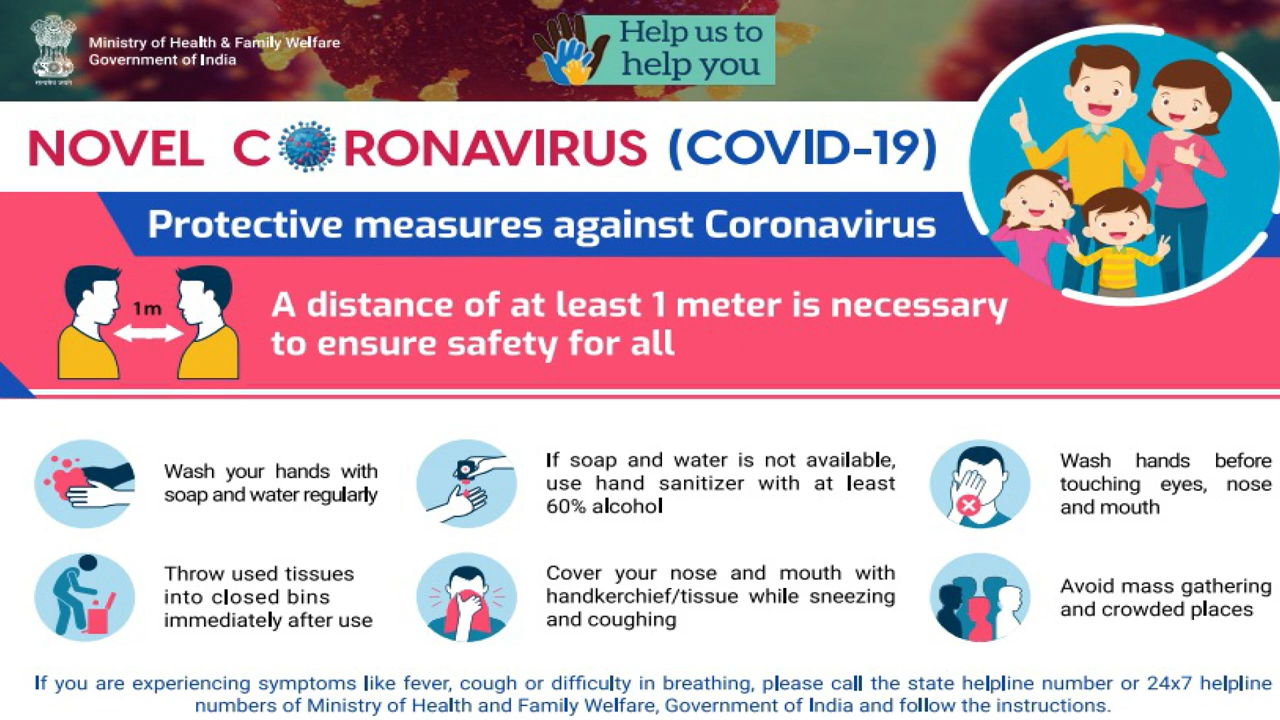 Ministry of Health & Family Welfare
Government of India
सत्यमेव जयते
Help us to
help you
NOVEL CORONAVIRUS (COVID-19)
Protective measures against Coronavirus
1m
A distance of at least 1 meter is necessary
to ensure safety for all
Wash your hands with
soap and water regularly
If soap and water is not available,
use hand sanitizer with at least
60% alcohol
Wash hands before
touching eyes, nose
and mouth
Throw used tissues
into closed bins
immediately after use
Cover your nose and mouth with
handkerchief/tissue while sneezing
and coughing
Avoid mass gathering
and crowded places
If you are experiencing symptoms like fever, cough or difficulty in breathing, please call the state helpline number or 24x7 helpline
numbers of Ministry of Health and Family Welfare, Government of India and follow the instructions.